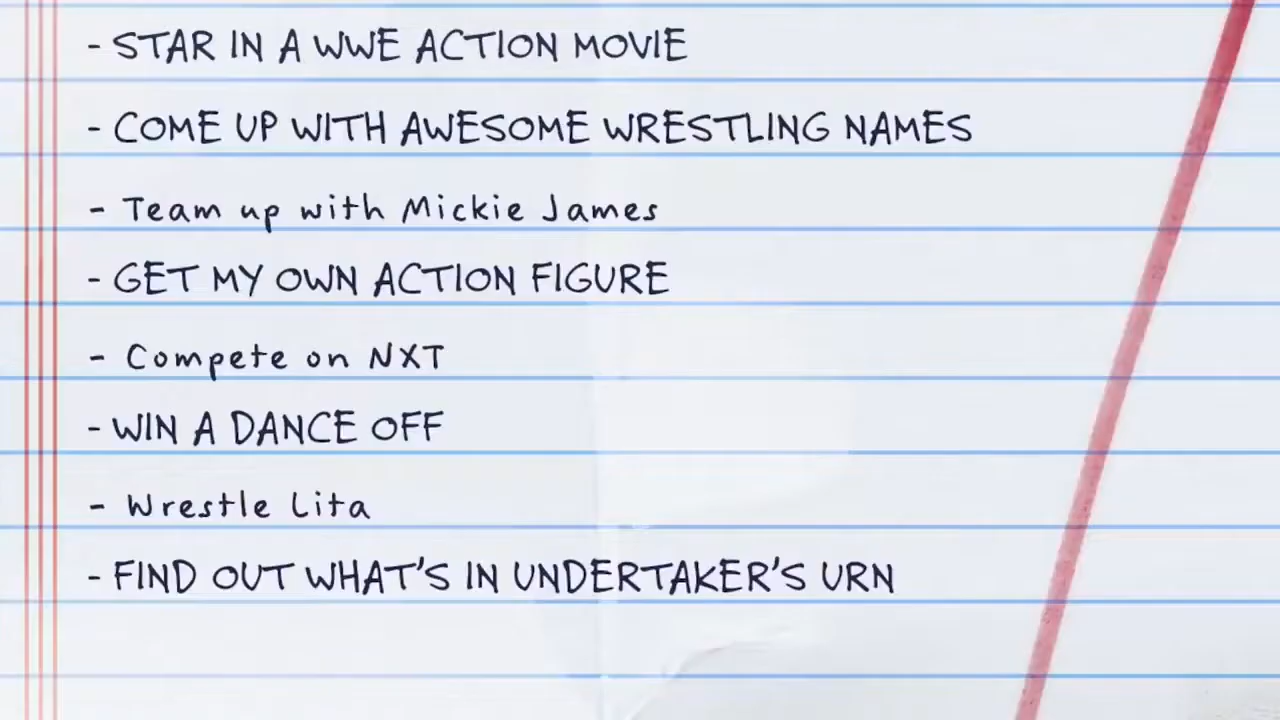 - STAR IN A WWE ACTION MOVIE
- COME UP WITH AWESOME WRESTLING NAMES
- Team up with Mickie James
- GET MY OWN ACTION FIGURE
- Compete on NXT
- WIN A DANCE OFF
- Wrestle Lita
- FIND OUT WHAT'S IN UNDERTAKER'S URN